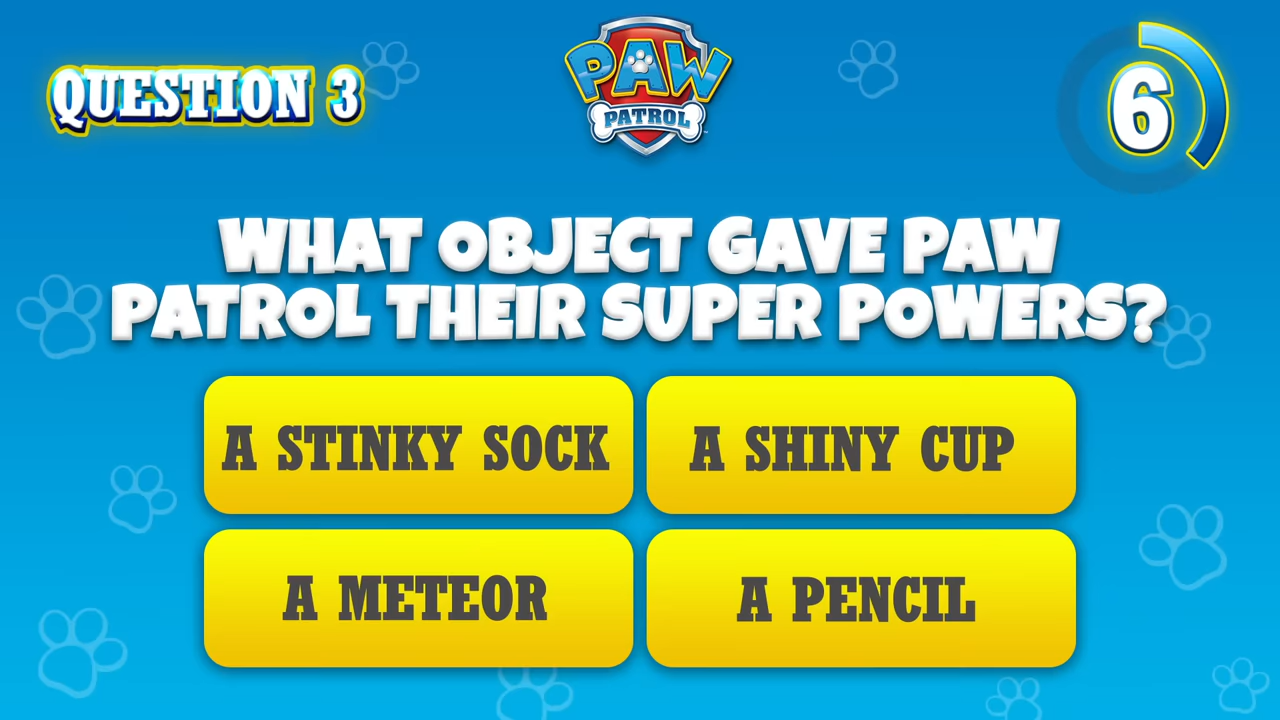 QUESTION 3
PAW
PATROL
6
WHAT OBJECT GAVE PAW
PATROL THEIR SUPER POWERS?
A STINKY SOCK
A SHINY CUP
A METEOR
A PENCIL